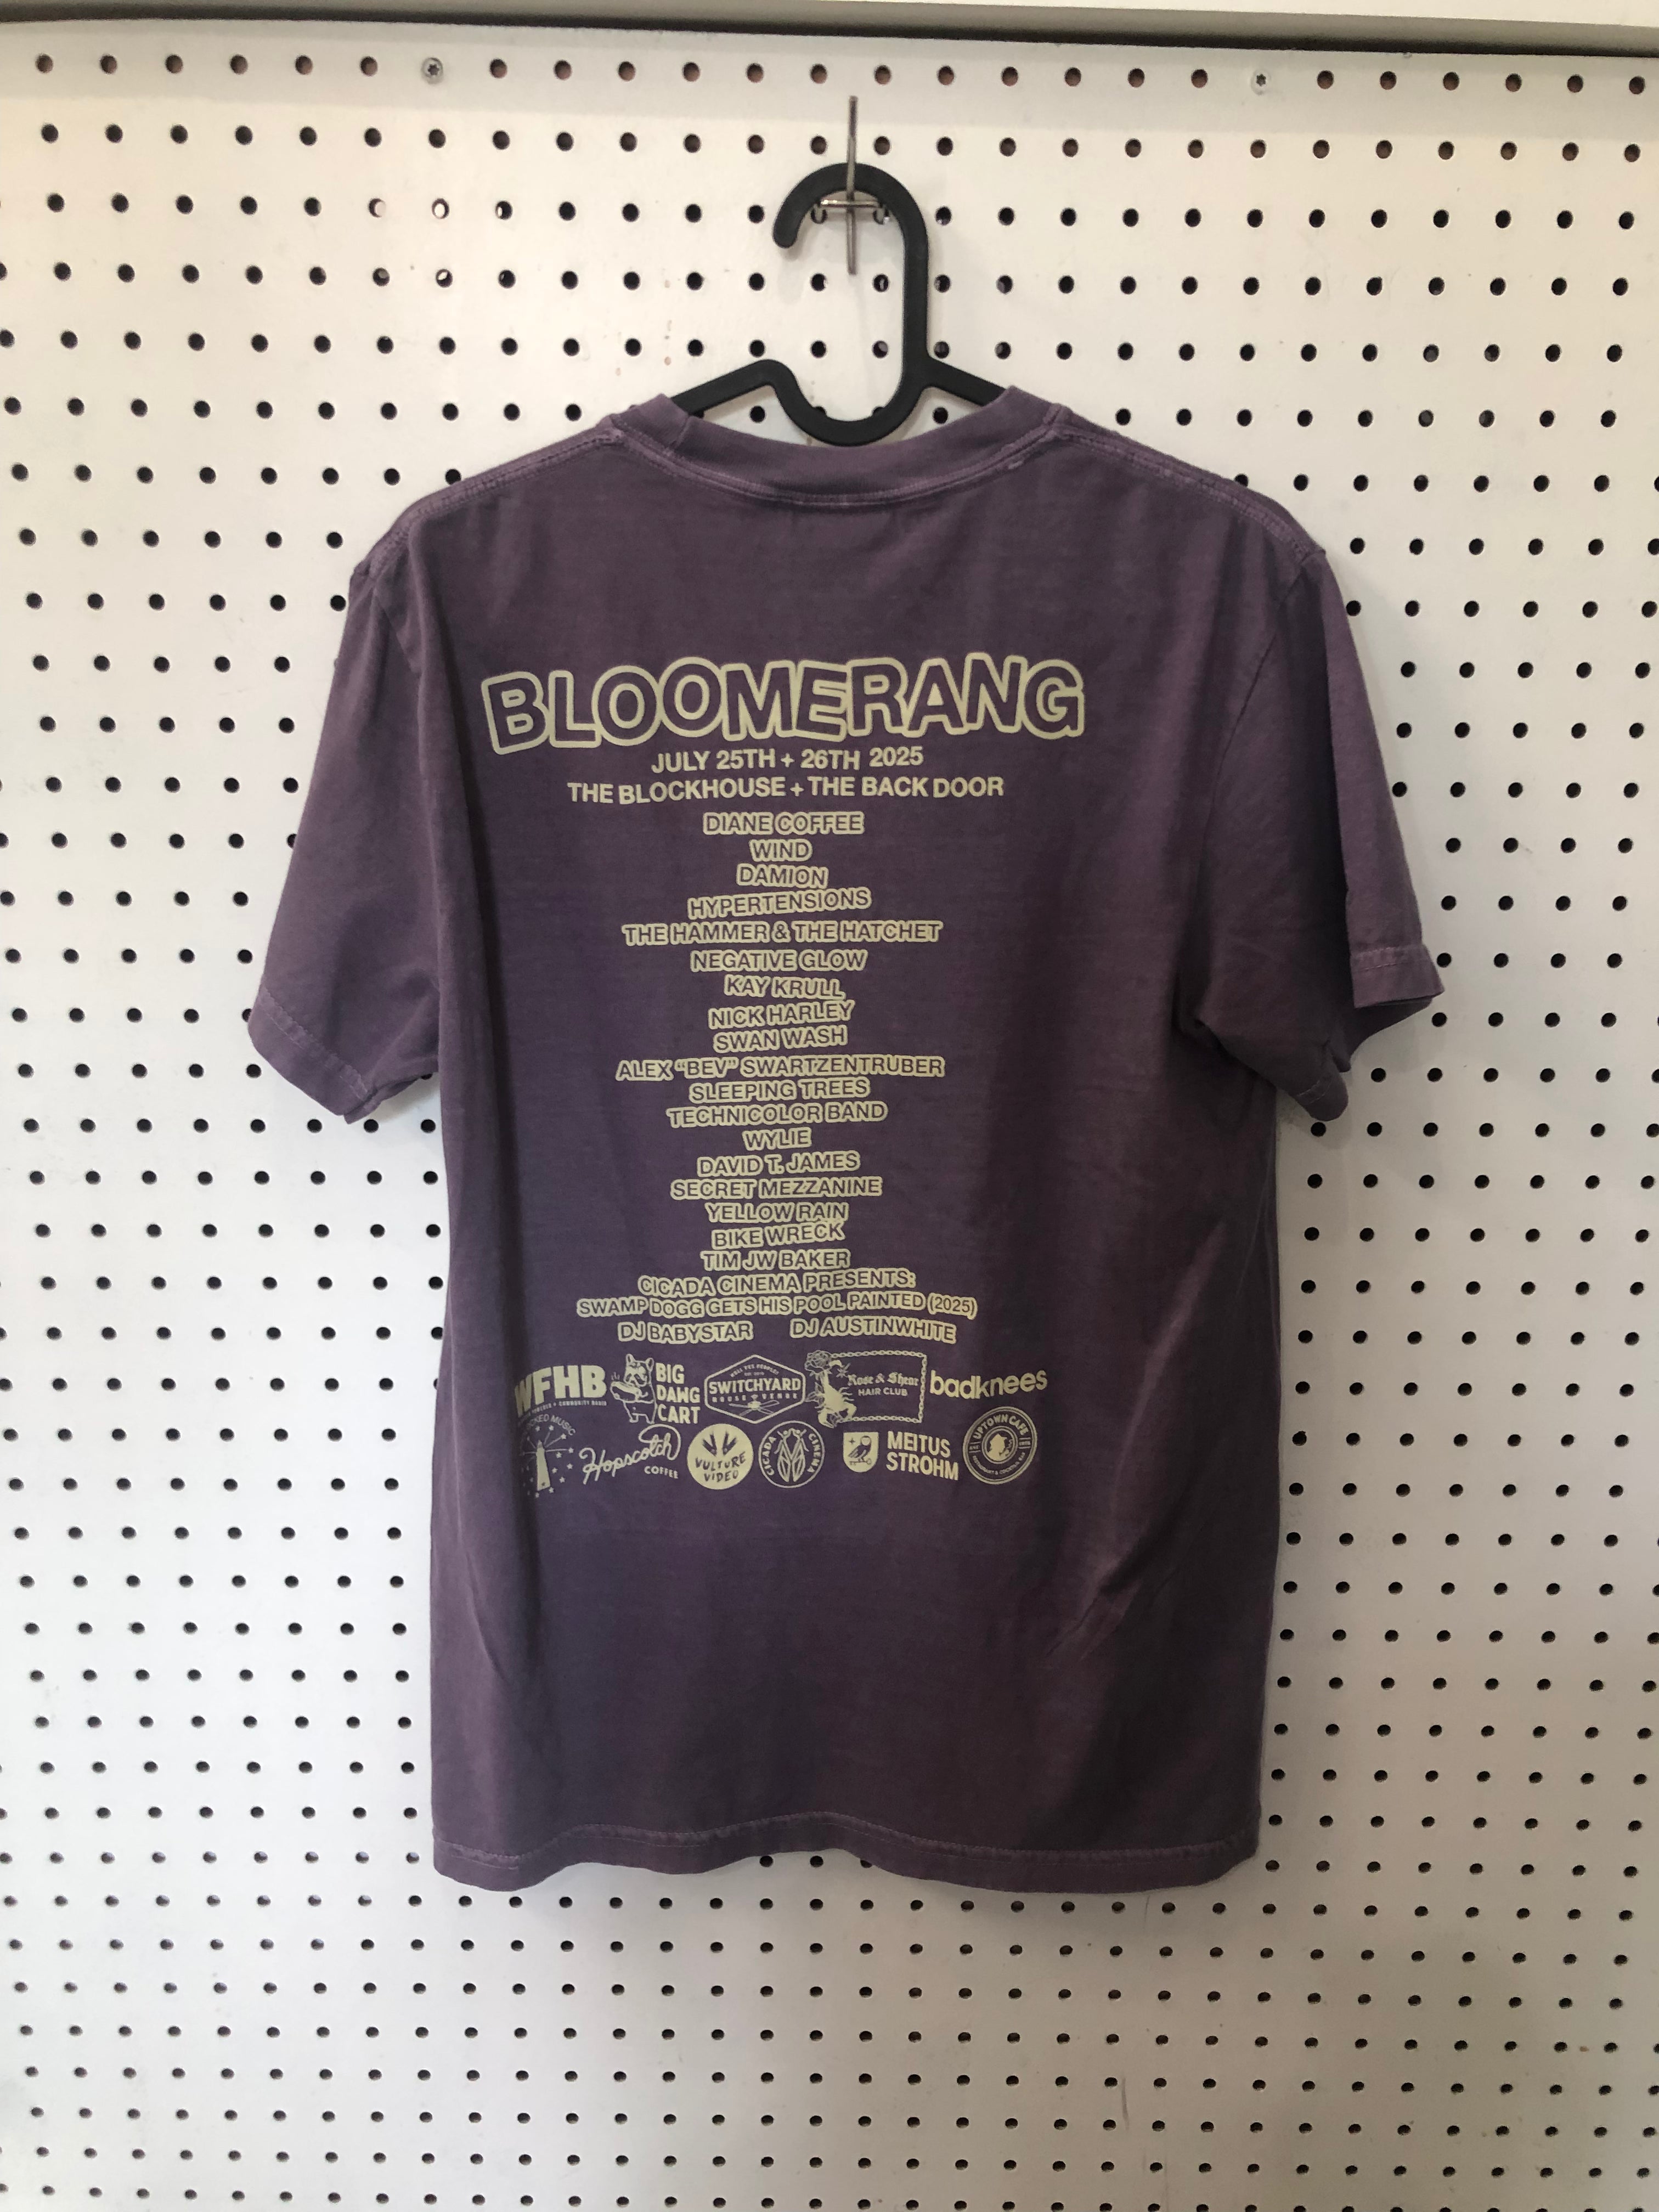 BLOOMERANG
JULY 25TH + 26TH 2025
THE BLOCKHOUSE + THE BACK DOOR
DIANE COFFEE
WIND
DAMION
HYPERTENSIONS
THE HAMMER & THE HATCHET
NEGATIVE GLOW
KAY KRULL
NICK HARLEY
SWAN WASH
ALEX “BEV” SWARTZENTRUBER
SLEEPING TREES
TECHNICOLOR BAND
WYLIE
DAVID T. JAMES
SECRET MEZZANINE
YELLOW RAIN
BIKE WRECK
TIM JW BAKER
CICADA CINEMA PRESENTS:
SWAMP DOGG GETS HIS POOL PAINTED (2025)
DJ BABYSTAR DJ AUSTINWHITE
WFHB
COMMUNITY RADIO
BIG
DAWG
CART
SWITCHYARD
Rose & Shear
HAIR CLUB
badknees
MUSIC
Hopscotch
COFFEE
VULTURE
VIDEO
CICADA CINEMA
MEITUS
STROHM
UPTOWN CAFE